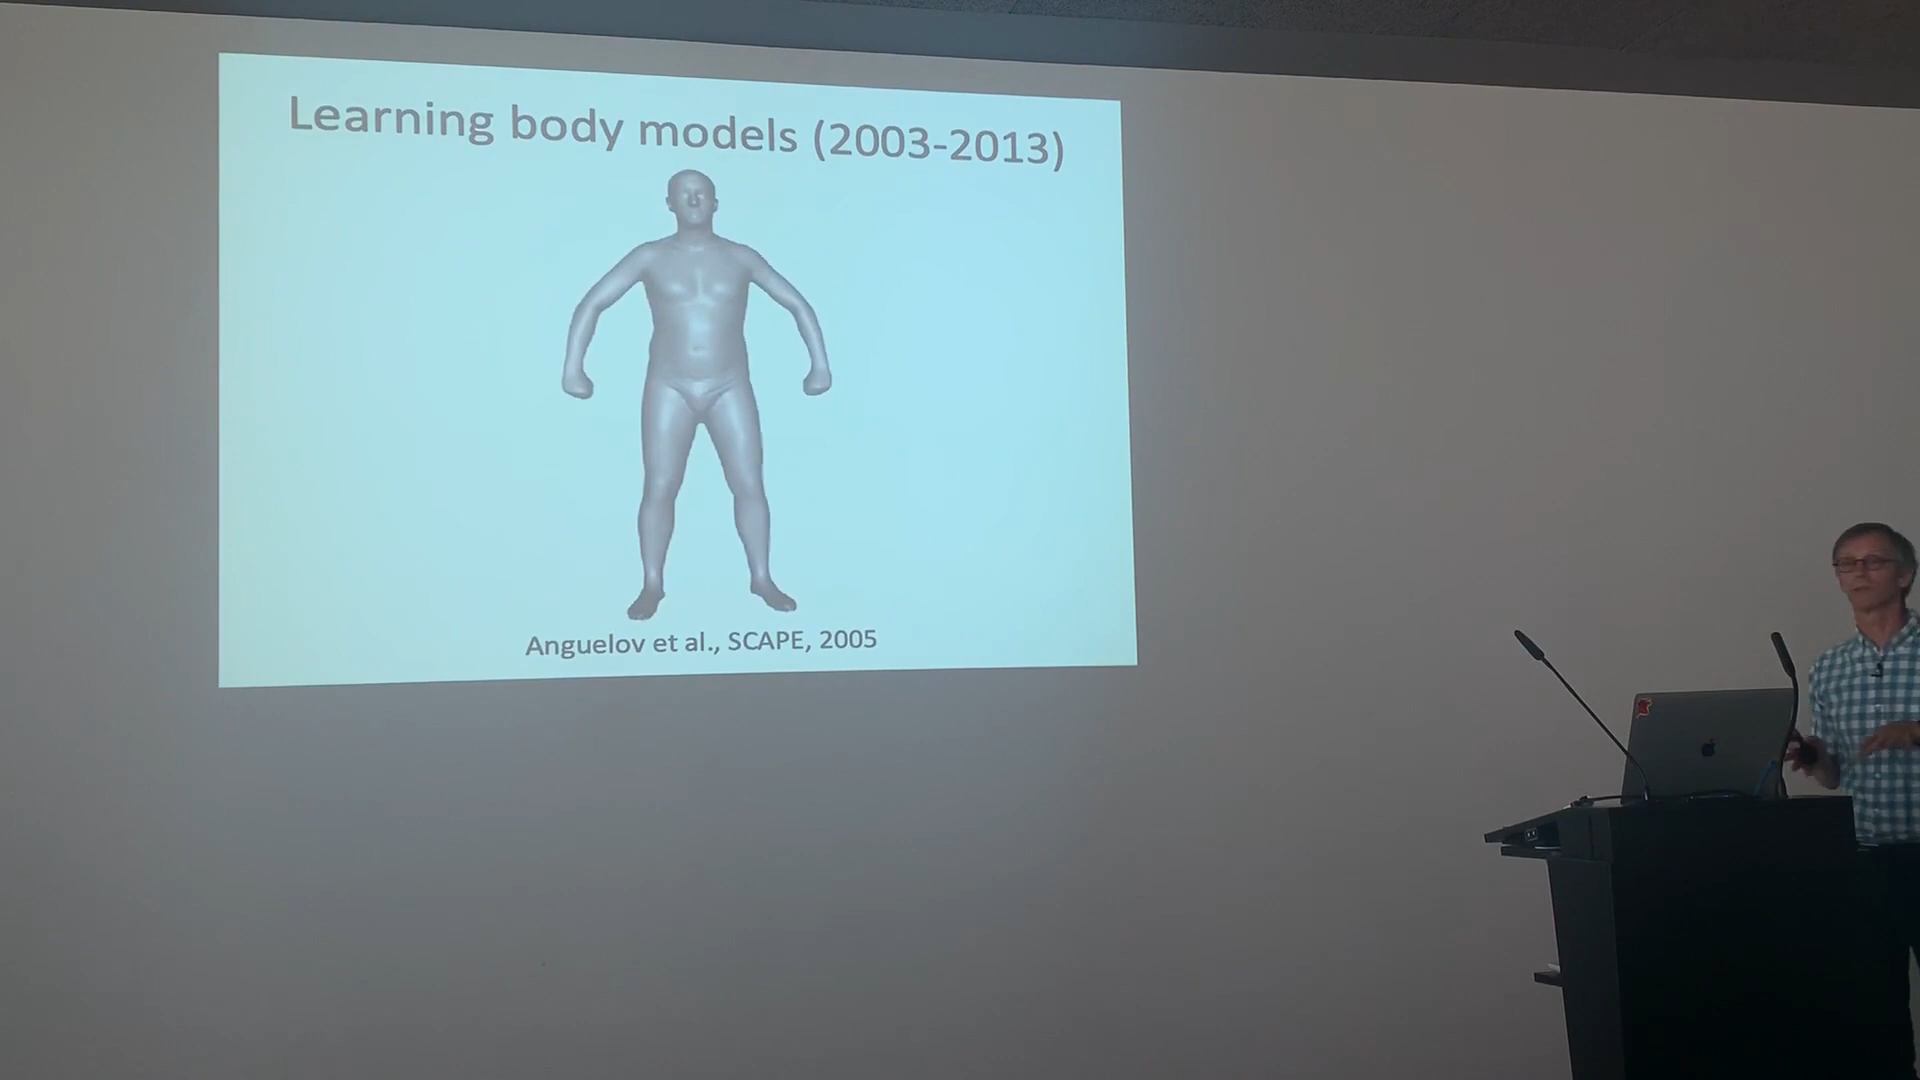 Learning body models (2003-2013)
Anguelov et al., SCAPE, 2005